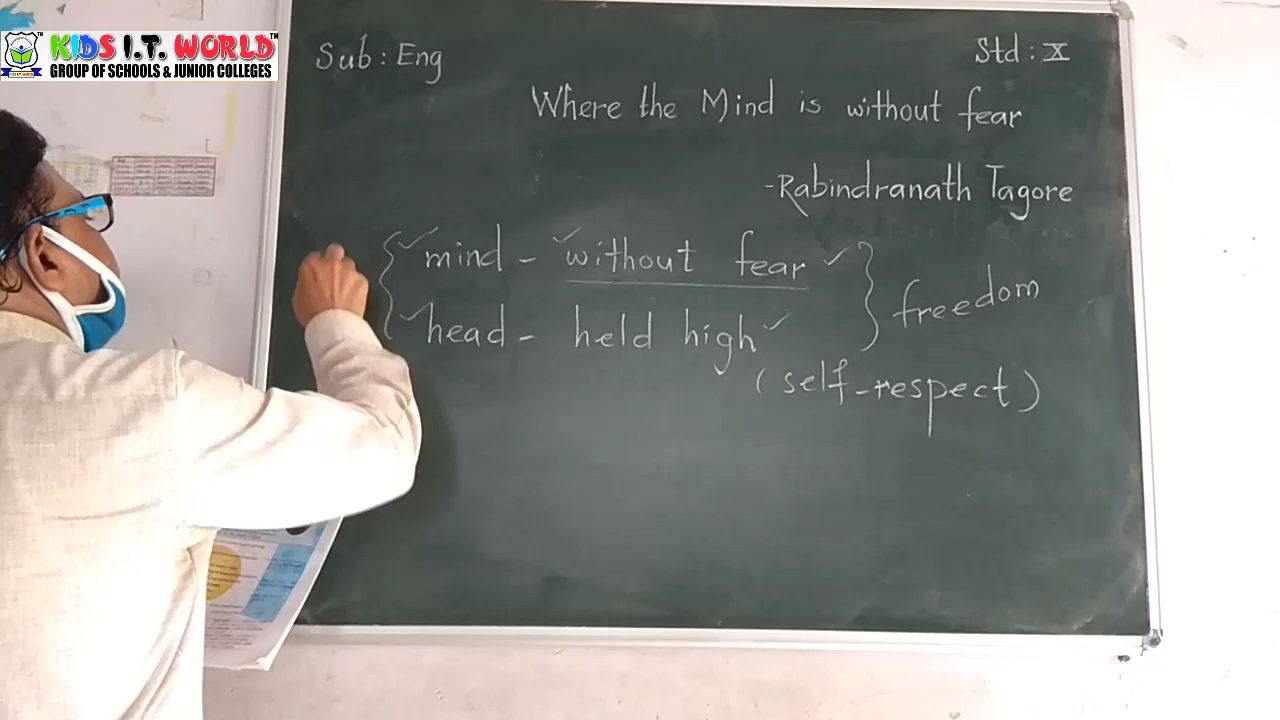 KIDS I.T. WORLD™
GROUP OF SCHOOLS & JUNIOR COLLEGES
Sub : Eng
Std : X
Where the Mind is without fear
- Rabindranath Tagore
{ ✓ mind - ✓ without fear ✓ } freedom
✓ head - held high ✓
( self - respect )